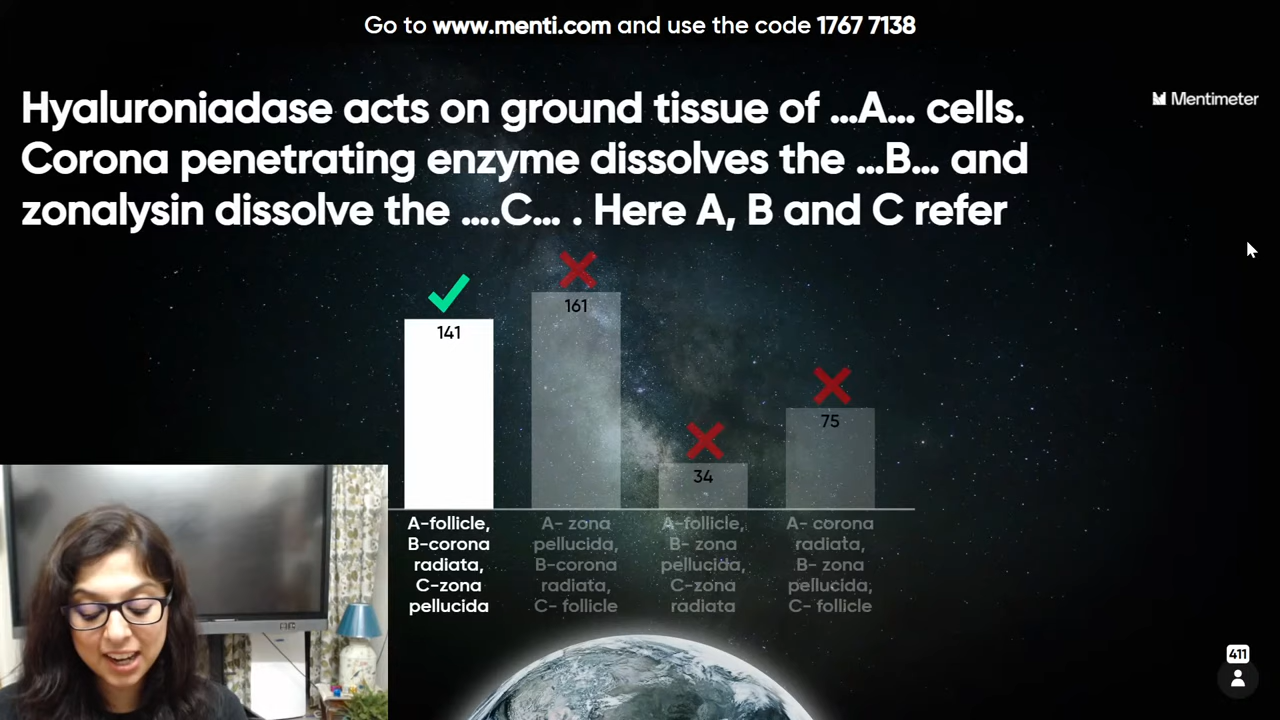 Go to www.menti.com and use the code 1767 7138
Mentimeter
Hyaluroniadase acts on ground tissue of ...A... cells.
Corona penetrating enzyme dissolves the ...B... and
zonalysin dissolve the ....C... . Here A, B and C refer
141
161
34
75
A-follicle,
B-corona
radiata,
C-zona
pellucida
A- zona
pellucida,
B-corona
radiata,
C- follicle
A-follicle,
B- zona
pellucida,
C-zona
radiata
A- corona
radiata,
B- zona
pellucida,
C- follicle
411